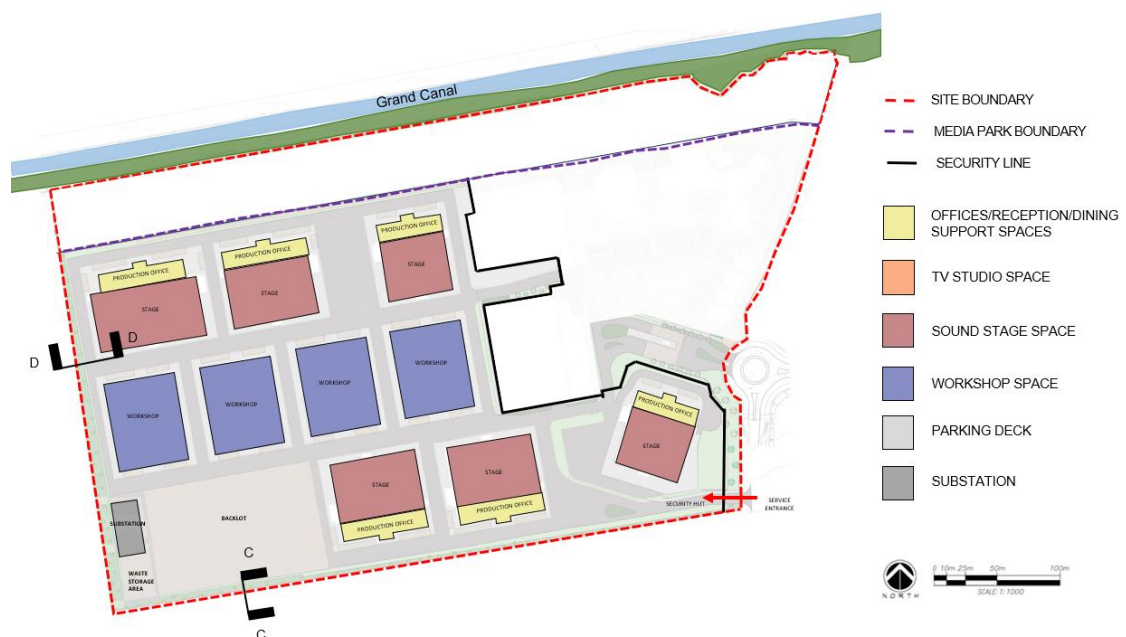 Grand Canal
SITE BOUNDARY
MEDIA PARK BOUNDARY
SECURITY LINE
OFFICES/RECEPTION/DINING
SUPPORT SPACES
TV STUDIO SPACE
SOUND STAGE SPACE
WORKSHOP SPACE
PARKING DECK
SUBSTATION
PRODUCTION OFFICE
STAGE
PRODUCTION OFFICE
STAGE
PRODUCTION OFFICE
STAGE
D
D
WORKSHOP
WORKSHOP
WORKSHOP
WORKSHOP
PRODUCTION OFFICE
STAGE
STAGE
PRODUCTION OFFICE
STAGE
PRODUCTION OFFICE
SUBSTATION
BACKLOT
SECURITY HUT
SERVICE
ENTRANCE
WASTE
STORAGE
AREA
C
C
NORTH
0 10m 25m 50m 100m
SCALE: 1:1000